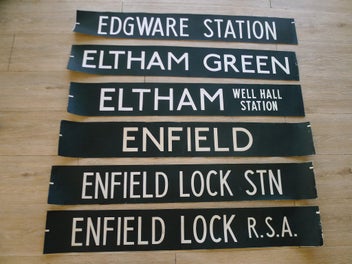 EDGWARE STATION
ELTHAM GREEN
ELTHAM WELL HALL
STATION
ENFIELD
ENFIELD LOCK STN
ENFIELD LOCK R.S.A.